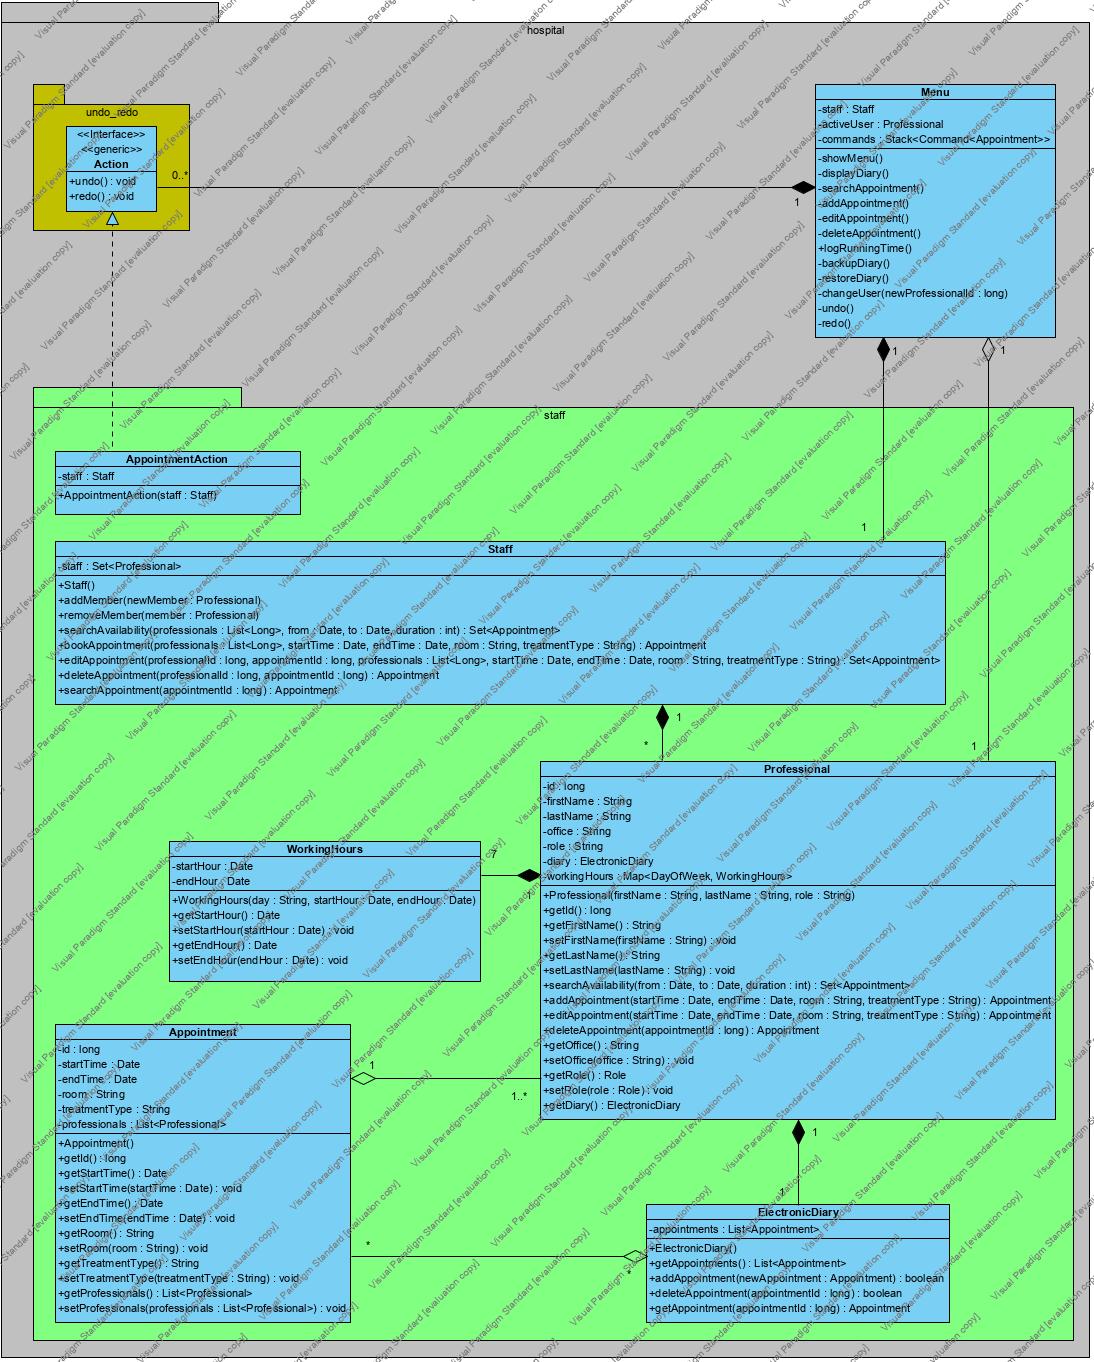 hospital
undo_redo
<<Interface>>
<<generic>>
Action
+undo() : void
+redo() : void
0..*
1
Menu
-staff : Staff
-activeUser : Professional
-commands : Stack<Command<Appointment>>
-showMenu()
-displayDiary()
-searchAppointment()
-addAppointment()
-editAppointment()
-deleteAppointment()
+logRunningTime()
-backupDiary()
-restoreDiary()
-changeUser(newProfessionalId : long)
-undo()
-redo()
1
1
staff
AppointmentAction
-staff : Staff
+AppointmentAction(staff : Staff)
1
Staff
-staff : Set<Professional>
+Staff()
+addMember(newMember : Professional)
+removeMember(member : Professional)
+searchAvailability(professionals : List<Long>, from : Date, to : Date, duration : int) : Set<Appointment>
+bookAppointment(professionals : List<Long>, startTime : Date, endTime : Date, room : String, treatmentType : String) : Appointment
+editAppointment(professionalId : long, appointmentId : long, professionals : List<Long>, startTime : Date, endTime : Date, room : String, treatmentType : String) : Set<Appointment>
+deleteAppointment(professionalId : long, appointmentId : long) : Appointment
+searchAppointment(appointmentId : long) : Appointment
1
*
1
Professional
-id : long
-firstName : String
-lastName : String
-office : String
-role : String
-diary : ElectronicDiary
-workingHours : Map<DayOfWeek, WorkingHours>
+Professional(firstName : String, lastName : String, role : String)
+getId() : long
+getFirstName() : String
+setFirstName(firstName : String) : void
+getLastName() : String
+setLastName(lastName : String) : void
+searchAvailability(from : Date, to : Date, duration : int) : Set<Appointment>
+addAppointment(startTime : Date, endTime : Date, room : String, treatmentType : String) : Appointment
+editAppointment(startTime : Date, endTime : Date, room : String, treatmentType : String) : Appointment
+deleteAppointment(appointmentId : long) : Appointment
+getOffice() : String
+setOffice(office : String) : void
+getRole() : Role
+setRole(role : Role) : void
+getDiary() : ElectronicDiary
WorkingHours
-startHour : Date
-endHour : Date
+WorkingHours(day : String, startHour : Date, endHour : Date)
+getStartHour() : Date
+setStartHour(startHour : Date) : void
+getEndHour() : Date
+setEndHour(endHour : Date) : void
7
1
Appointment
-id : long
-startTime : Date
-endTime : Date
-room : String
-treatmentType : String
-professionals : List<Professional>
+Appointment()
+getId() : long
+getStartTime() : Date
+setStartTime(startTime : Date) : void
+getEndTime() : Date
+setEndTime(endTime : Date) : void
+getRoom() : String
+setRoom(room : String) : void
+getTreatmentType() : String
+setTreatmentType(treatmentType : String) : void
+getProfessionals() : List<Professional>
+setProfessionals(professionals : List<Professional>) : void
1
1..*
1
1
ElectronicDiary
-appointments : List<Appointment>
+ElectronicDiary()
+getAppointments() : List<Appointment>
+addAppointment(newAppointment : Appointment) : boolean
+deleteAppointment(appointmentId : long) : boolean
+getAppointment(appointmentId : long) : Appointment
*
*
Visual Paradigm Standard [evaluation copy]